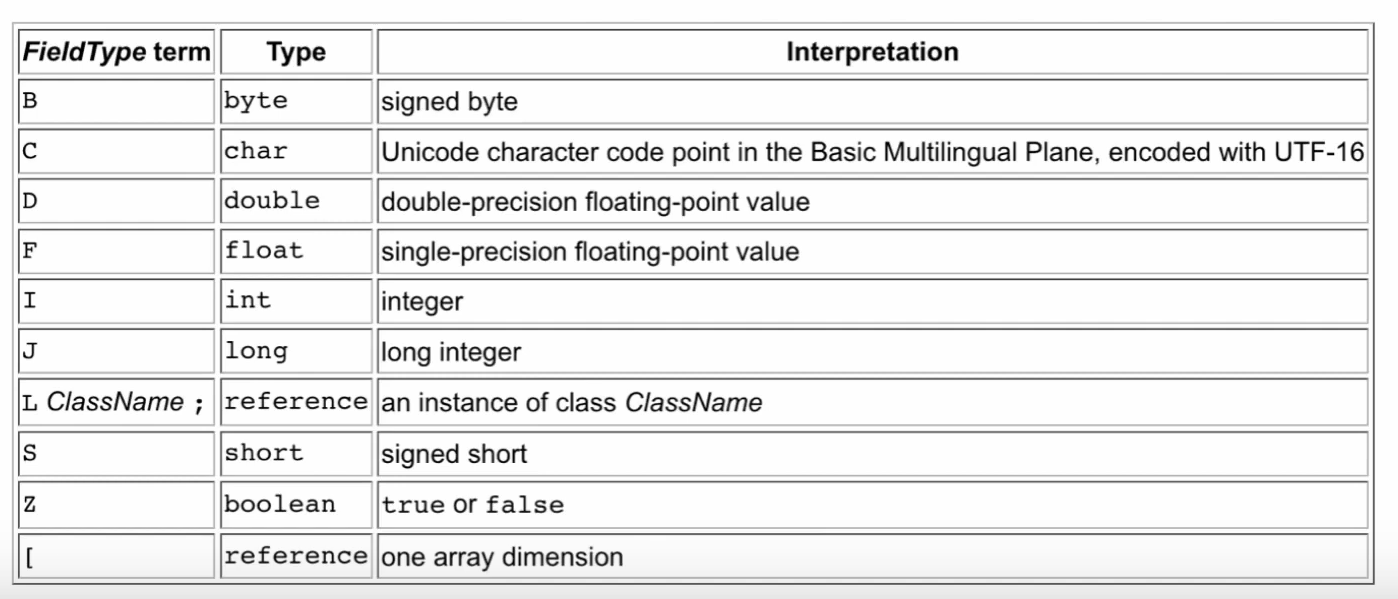 FieldType term Type Interpretation
B byte signed byte
C char Unicode character code point in the Basic Multilingual Plane, encoded with UTF-16
D double double-precision floating-point value
F float single-precision floating-point value
I int integer
J long long integer
L ClassName ; reference an instance of class ClassName
S short signed short
Z boolean true or false
[ reference one array dimension